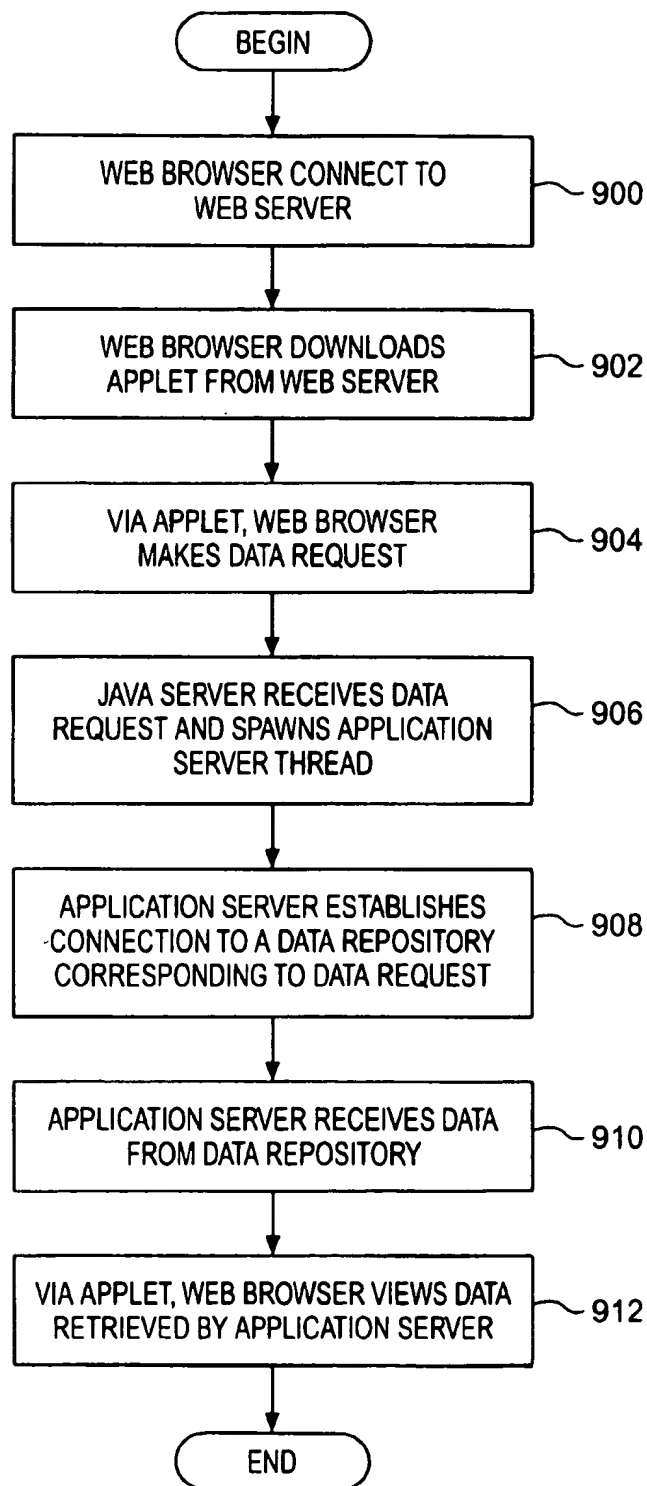 BEGIN
WEB BROWSER CONNECT TO
WEB SERVER
900
WEB BROWSER DOWNLOADS
APPLET FROM WEB SERVER
902
VIA APPLET, WEB BROWSER
MAKES DATA REQUEST
904
JAVA SERVER RECEIVES DATA
REQUEST AND SPAWNS APPLICATION
SERVER THREAD
906
APPLICATION SERVER ESTABLISHES
CONNECTION TO A DATA REPOSITORY
CORRESPONDING TO DATA REQUEST
908
APPLICATION SERVER RECEIVES DATA
FROM DATA REPOSITORY
910
VIA APPLET, WEB BROWSER VIEWS DATA
RETRIEVED BY APPLICATION SERVER
912
END